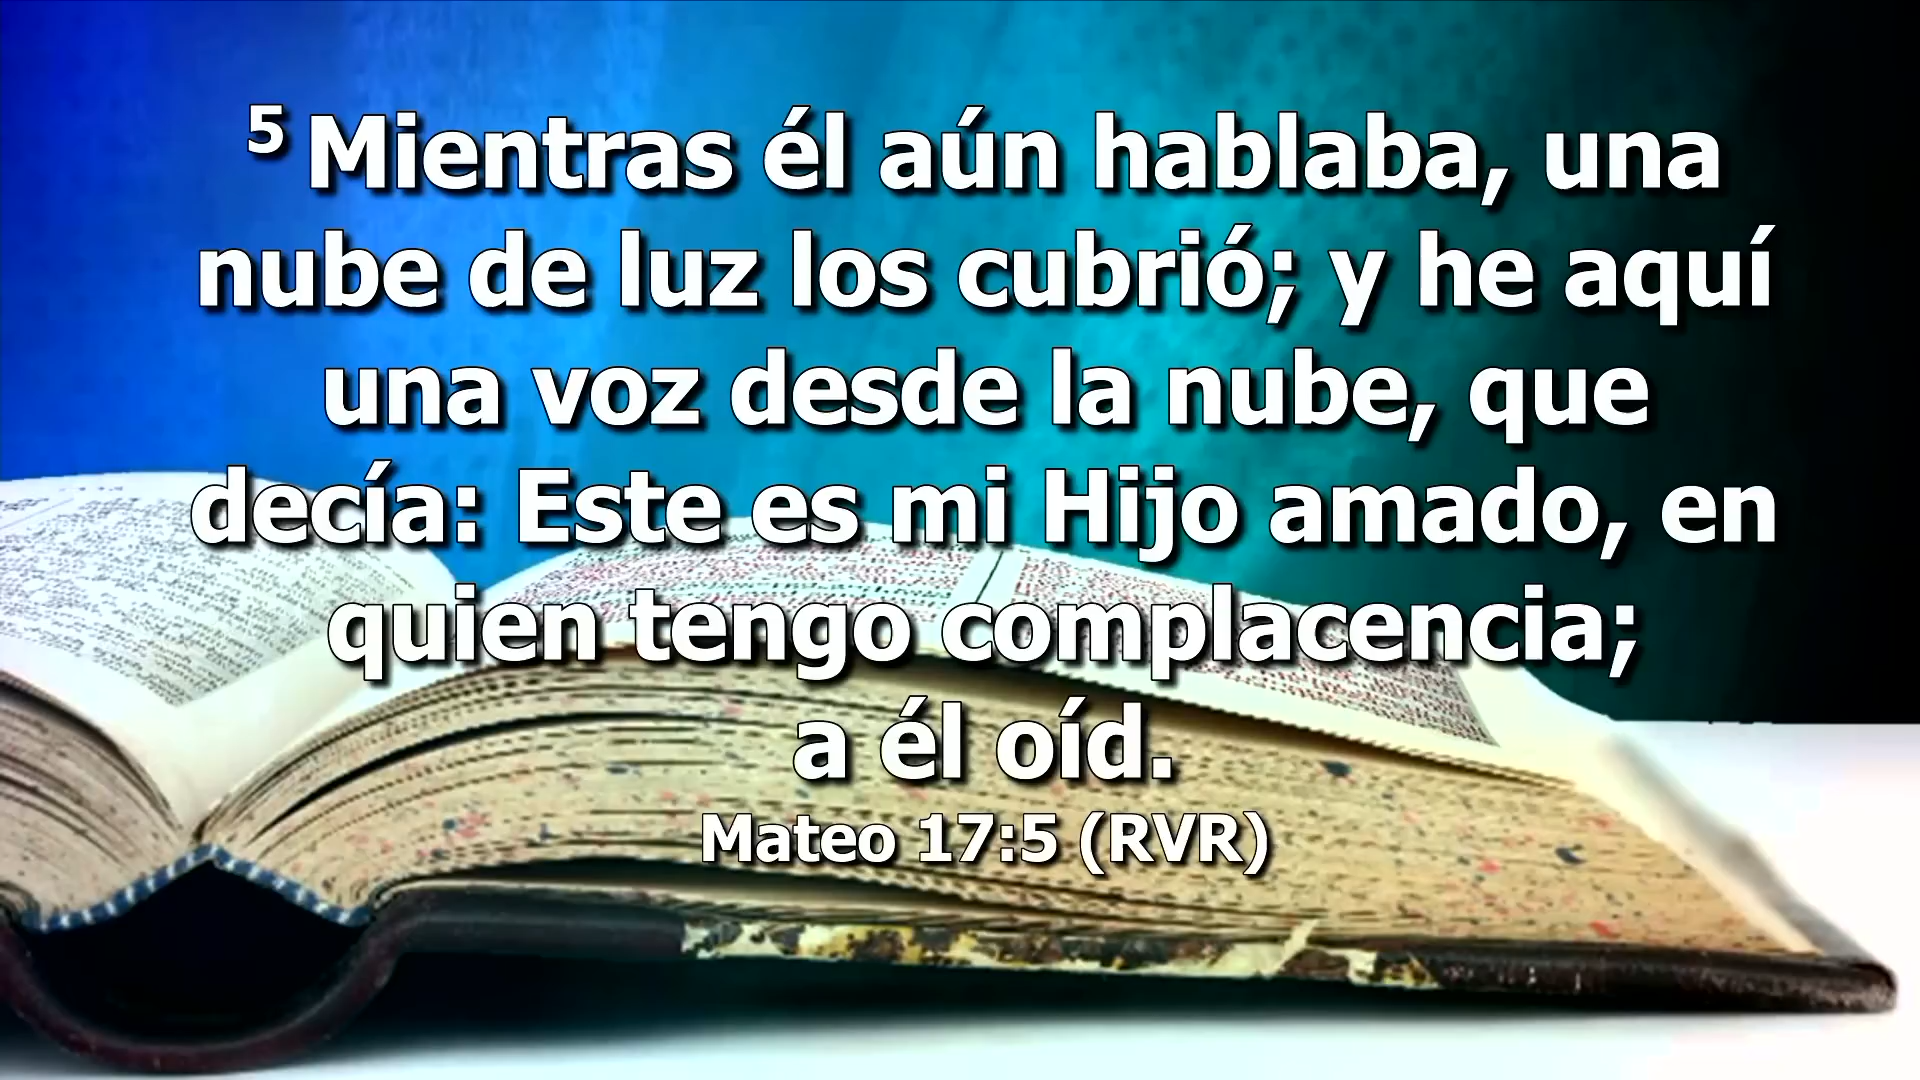 5 Mientras él aún hablaba, una
nube de luz los cubrió; y he aquí
una voz desde la nube, que
decía: Este es mi Hijo amado, en
quien tengo complacencia;
a él oíd.
Mateo 17:5 (RVR)